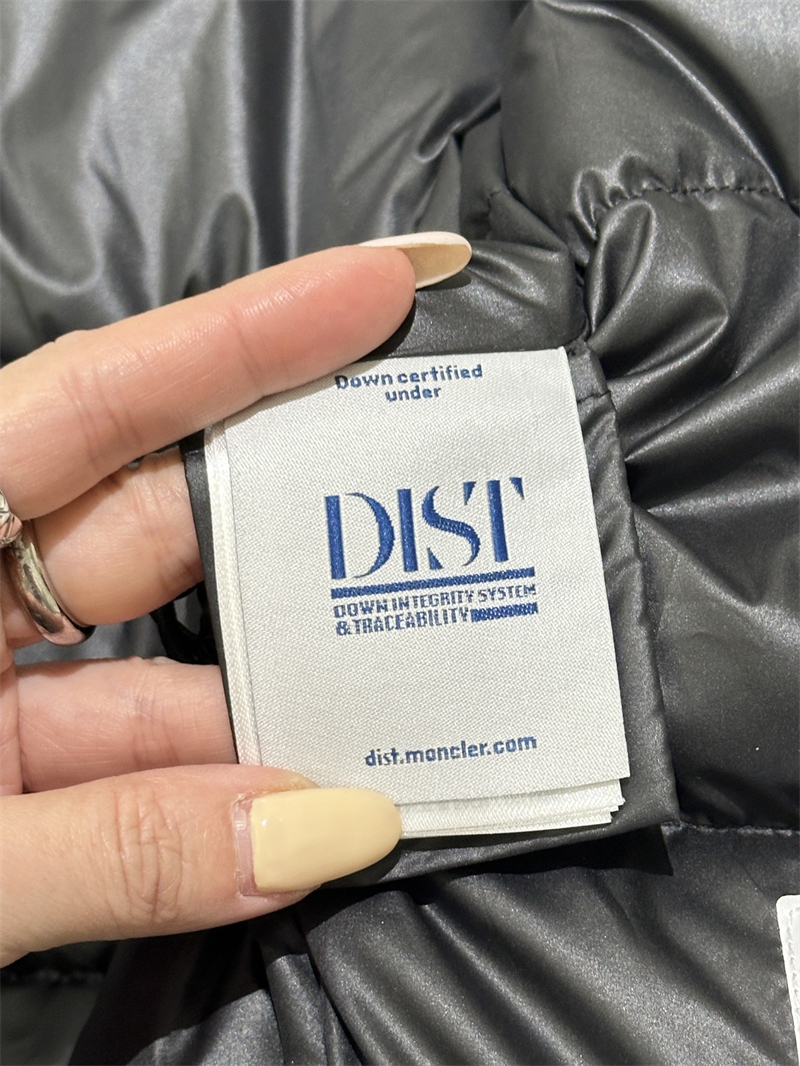 Down certified
under
DIST
DOWN INTEGRITY SYSTEM
& TRACEABILITY
dist.moncler.com